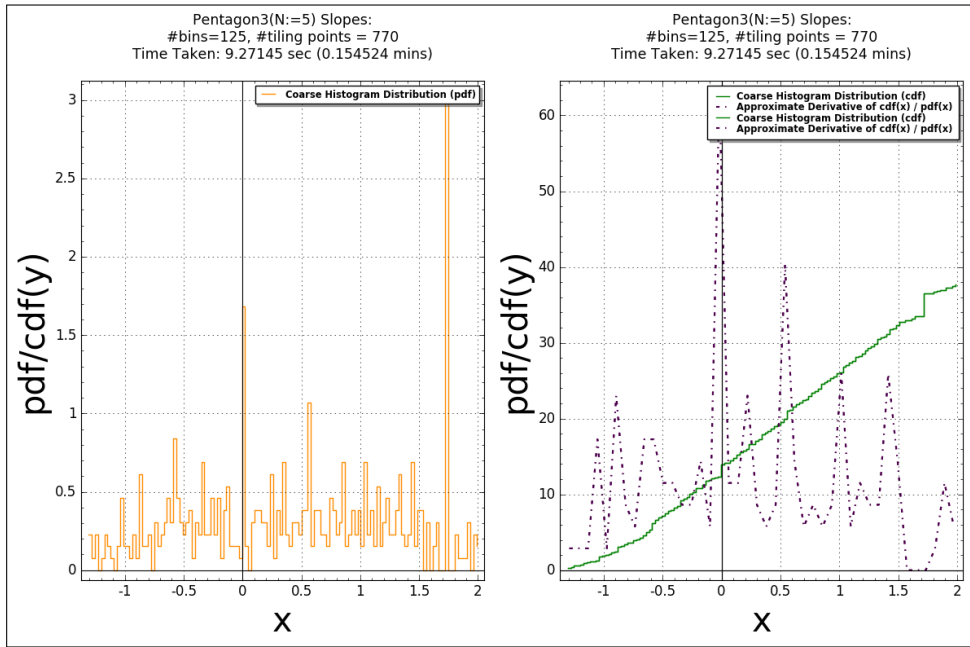 Pentagon3(N:=5) Slopes:
#bins=125, #tiling points = 770
Time Taken: 9.27145 sec (0.154524 mins)
Coarse Histogram Distribution (pdf)
3
2.5
2
1.5
1
0.5
0
pdf/cdf(y)
-1
-0.5
0
0.5
1
1.5
2
x
Pentagon3(N:=5) Slopes:
#bins=125, #tiling points = 770
Time Taken: 9.27145 sec (0.154524 mins)
Coarse Histogram Distribution (cdf)
Approximate Derivative of cdf(x) / pdf(x)
Coarse Histogram Distribution (cdf)
Approximate Derivative of cdf(x) / pdf(x)
60
50
40
30
20
10
0
pdf/cdf(y)
-1
-0.5
0
0.5
1
1.5
2
x